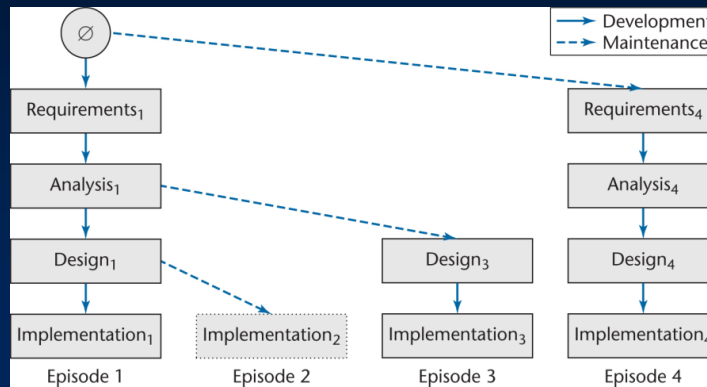 ∅
Development
Maintenance
Requirements₁
Requirements₄
Analysis₁
Analysis₄
Design₁
Design₃
Design₄
Implementation₁
Implementation₂
Implementation₃
Implementation₄
Episode 1
Episode 2
Episode 3
Episode 4